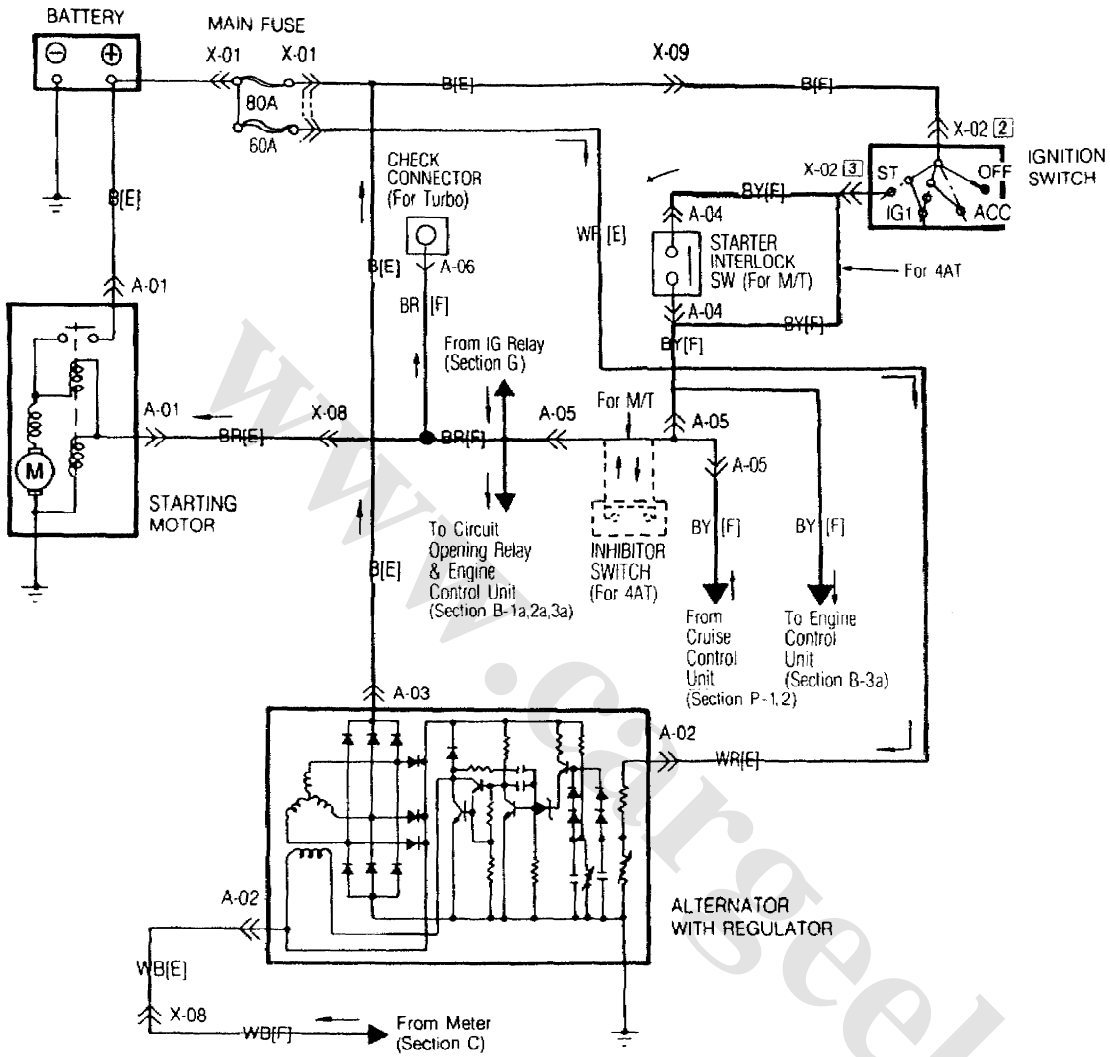 BATTERY
MAIN FUSE
X-01
X-01
X-09
80A
60A
B[E]
B[F]
X-02 2
X-02 3
ST
OFF
IG1
ACC
IGNITION
SWITCH
CHECK
CONNECTOR
(For Turbo)
BY[F]
A-04
WR [E]
STARTER
INTERLOCK
SW (For M/T)
For 4AT
B[E]
B[E]
A-06
A-01
BR [F]
A-04
BY[F]
BY[F]
From IG Relay
(Section G)
For M/T
A-01
X-08
A-05
A-05
BR[E]
BR[F]
A-05
M
STARTING
MOTOR
To Circuit
Opening Relay
& Engine
Control Unit
(Section B-1a,2a,3a)
INHIBITOR
SWITCH
(For 4AT)
BY [F]
BY [F]
B[E]
From
Cruise
Control
Unit
(Section P-1,2)
To Engine
Control
Unit
(Section B-3a)
A-03
A-02
WR[E]
A-02
ALTERNATOR
WITH REGULATOR
WB[E]
X-08
WB[F]
From Meter
(Section C)
www.cargeek